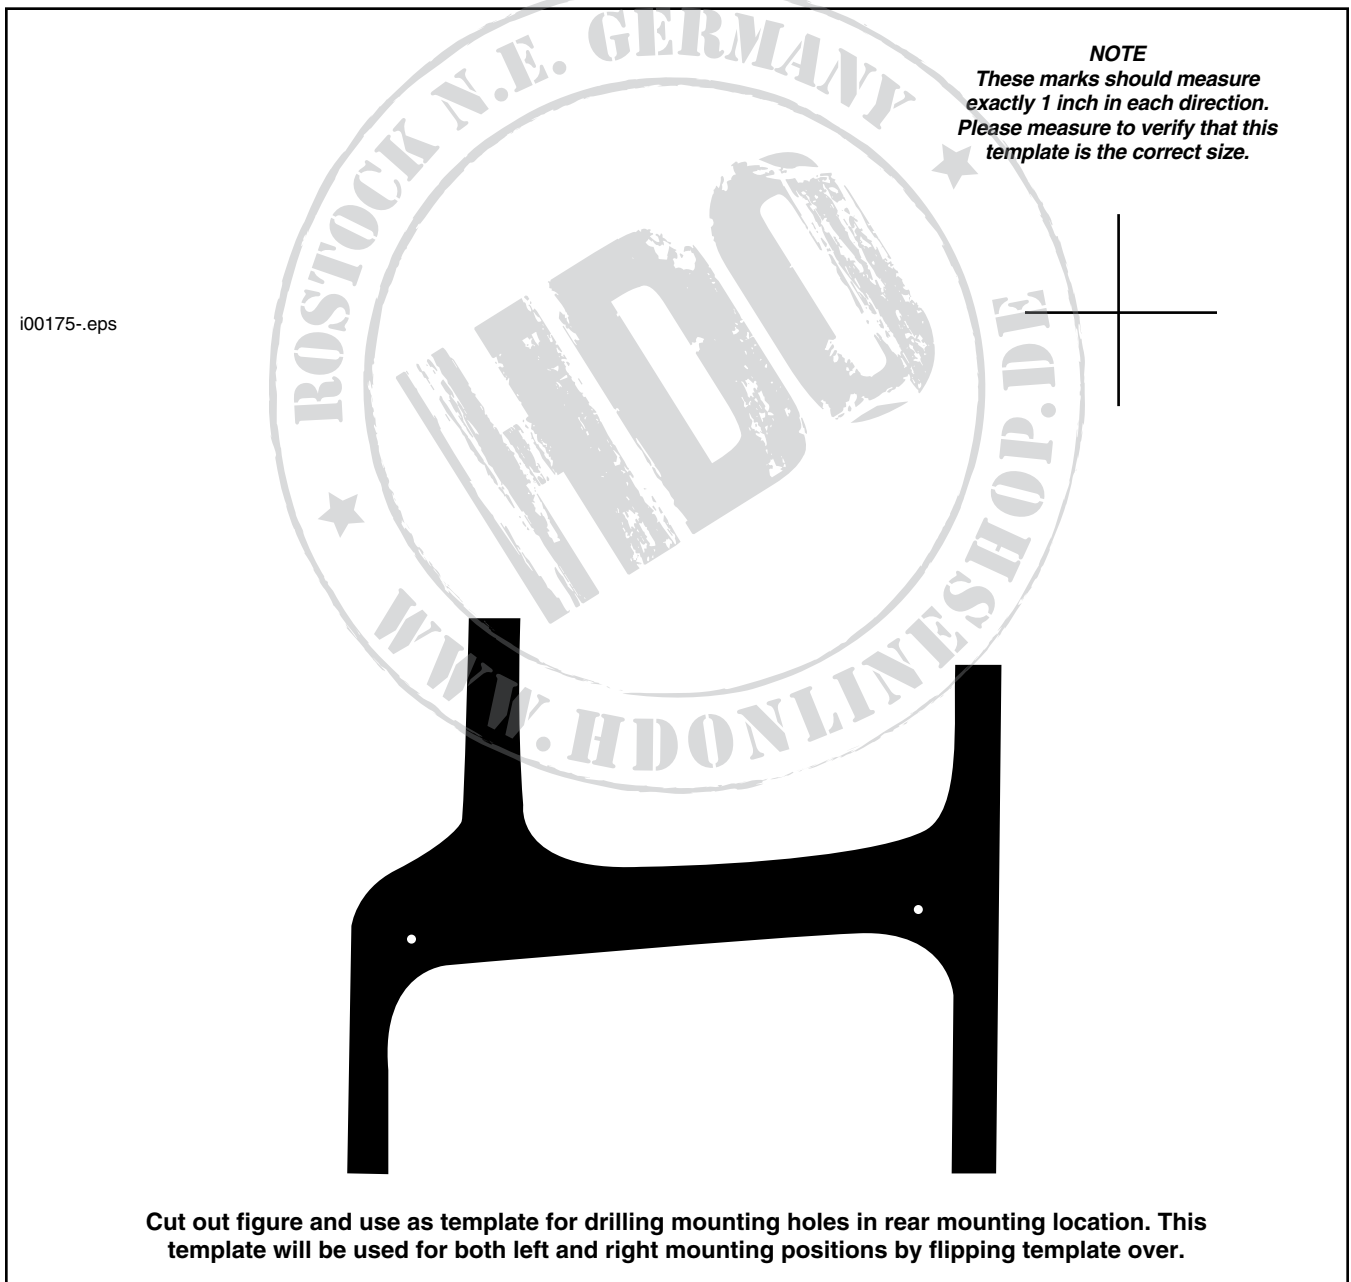 ROSTOCK N.E. GERMANY
NOTE
These marks should measure
exactly 1 inch in each direction.
Please measure to verify that this
template is the correct size.
HDO
i00175-.eps
WWW.HDONLINESHOP.DE
Cut out figure and use as template for drilling mounting holes in rear mounting location. This
template will be used for both left and right mounting positions by flipping template over.